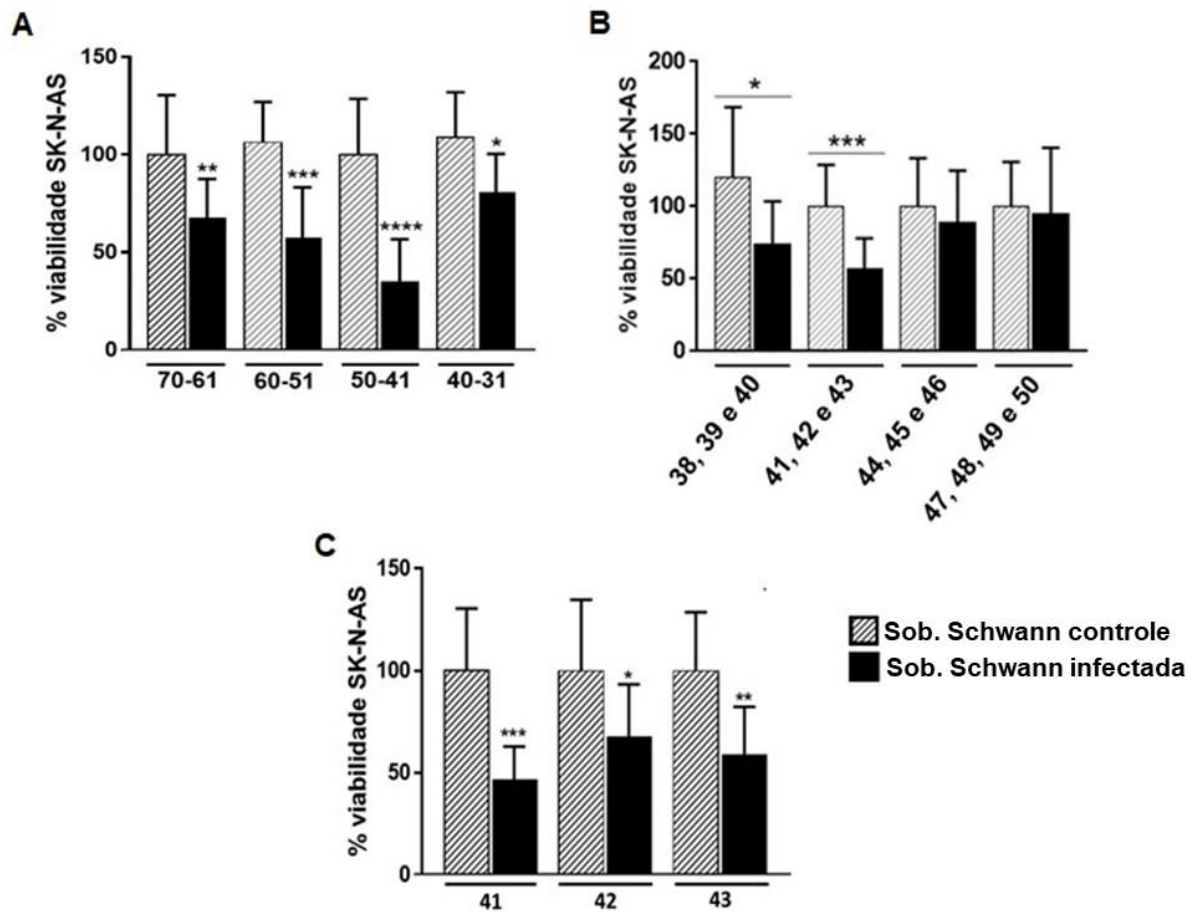 A
% viabilidade SK-N-AS
150
100
50
0
**
***
****
*
70-61
60-51
50-41
40-31
B
% viabilidade SK-N-AS
200
150
100
50
0
*
***
38, 39 e 40
41, 42 e 43
44, 45 e 46
47, 48, 49 e 50
C
% viabilidade SK-N-AS
150
100
50
0
***
*
**
41
42
43
Sob. Schwann controle
Sob. Schwann infectada